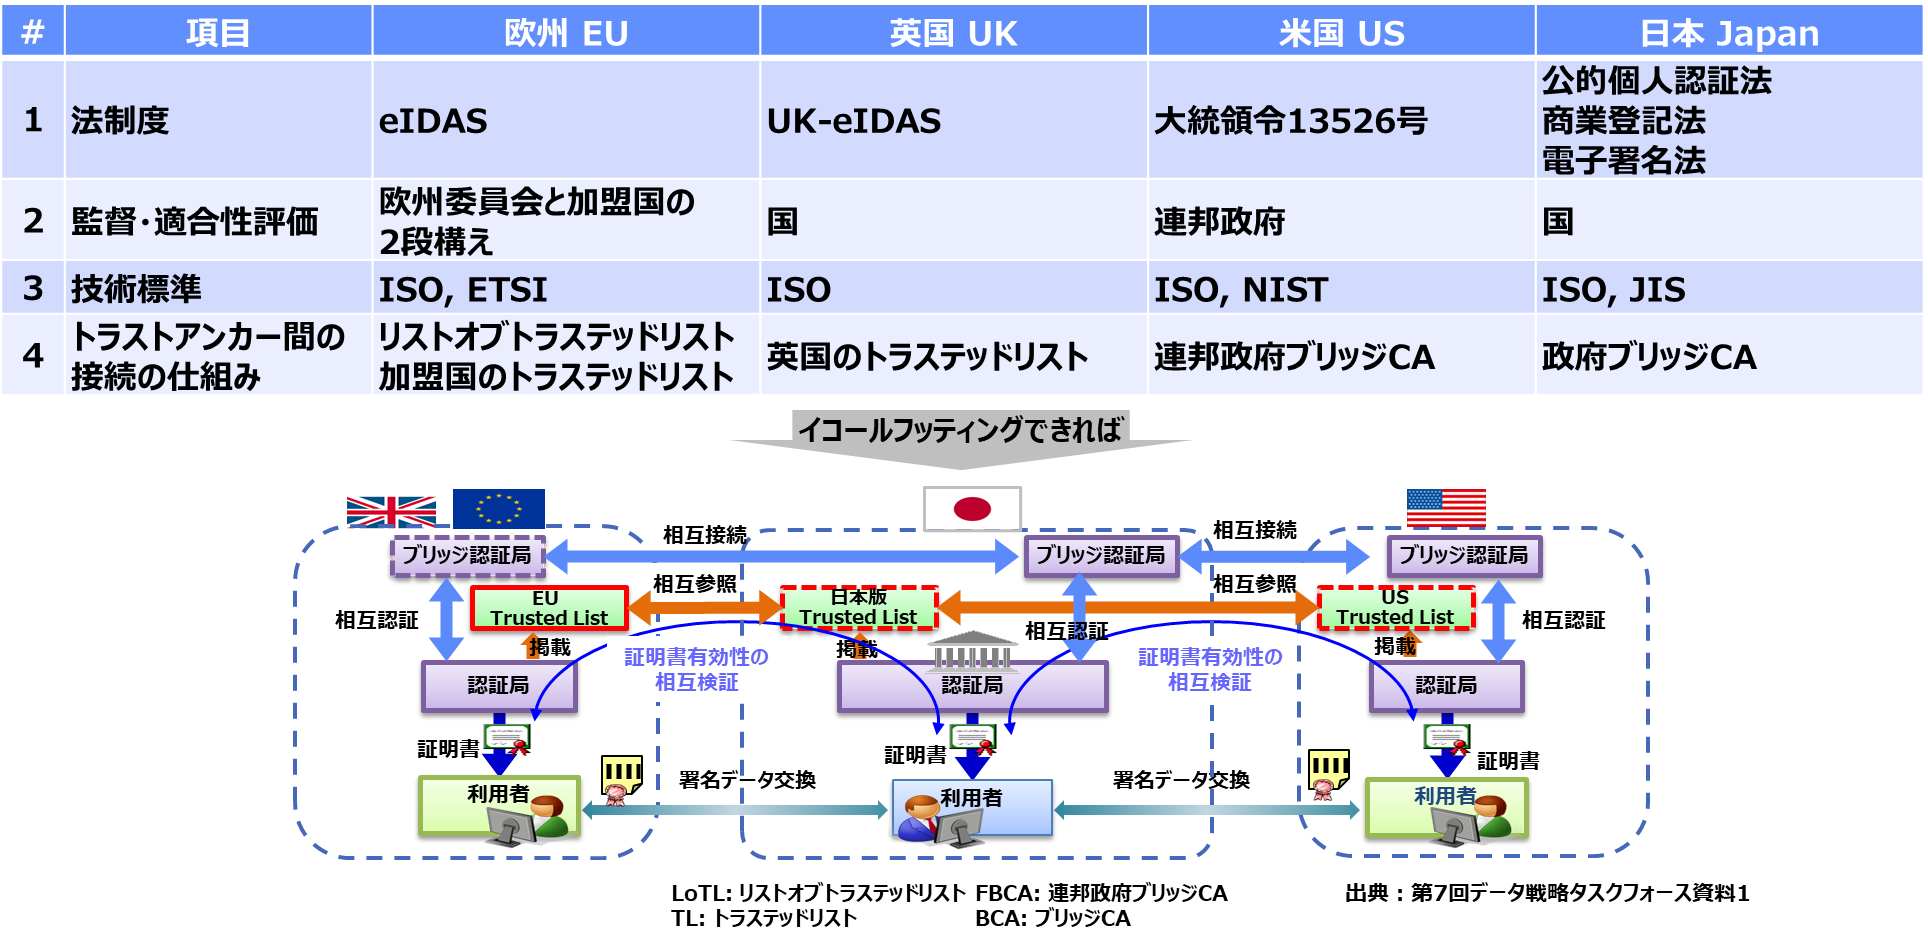 # 項目 欧州 EU 英国 UK 米国 US 日本 Japan
1 法制度 eIDAS UK-eIDAS 大統領令13526号 公的個人認証法
商業登記法
電子署名法
2 監督・適合性評価 欧州委員会と加盟国の
2段構え
国 連邦政府 国
3 技術標準 ISO, ETSI ISO ISO, NIST ISO, JIS
4 トラストアンカー間の
接続の仕組み
リストオブトラステッドリスト
加盟国のトラステッドリスト
英国のトラステッドリスト 連邦政府ブリッジCA 政府ブリッジCA
イコールフッティングできれば
相互接続 相互接続
ブリッジ認証局 ブリッジ認証局 ブリッジ認証局
相互参照 相互参照
EU
Trusted List
日本版
Trusted List
US
Trusted List
相互認証 相互認証 相互認証
掲載 掲載 掲載
証明書有効性の
相互検証
証明書有効性の
相互検証
認証局 認証局 認証局
証明書 証明書 証明書
署名データ交換 署名データ交換
利用者 利用者 利用者
LoTL: リストオブトラステッドリスト FBCA: 連邦政府ブリッジCA 出典：第7回データ戦略タスクフォース資料1
TL: トラステッドリスト BCA: ブリッジCA